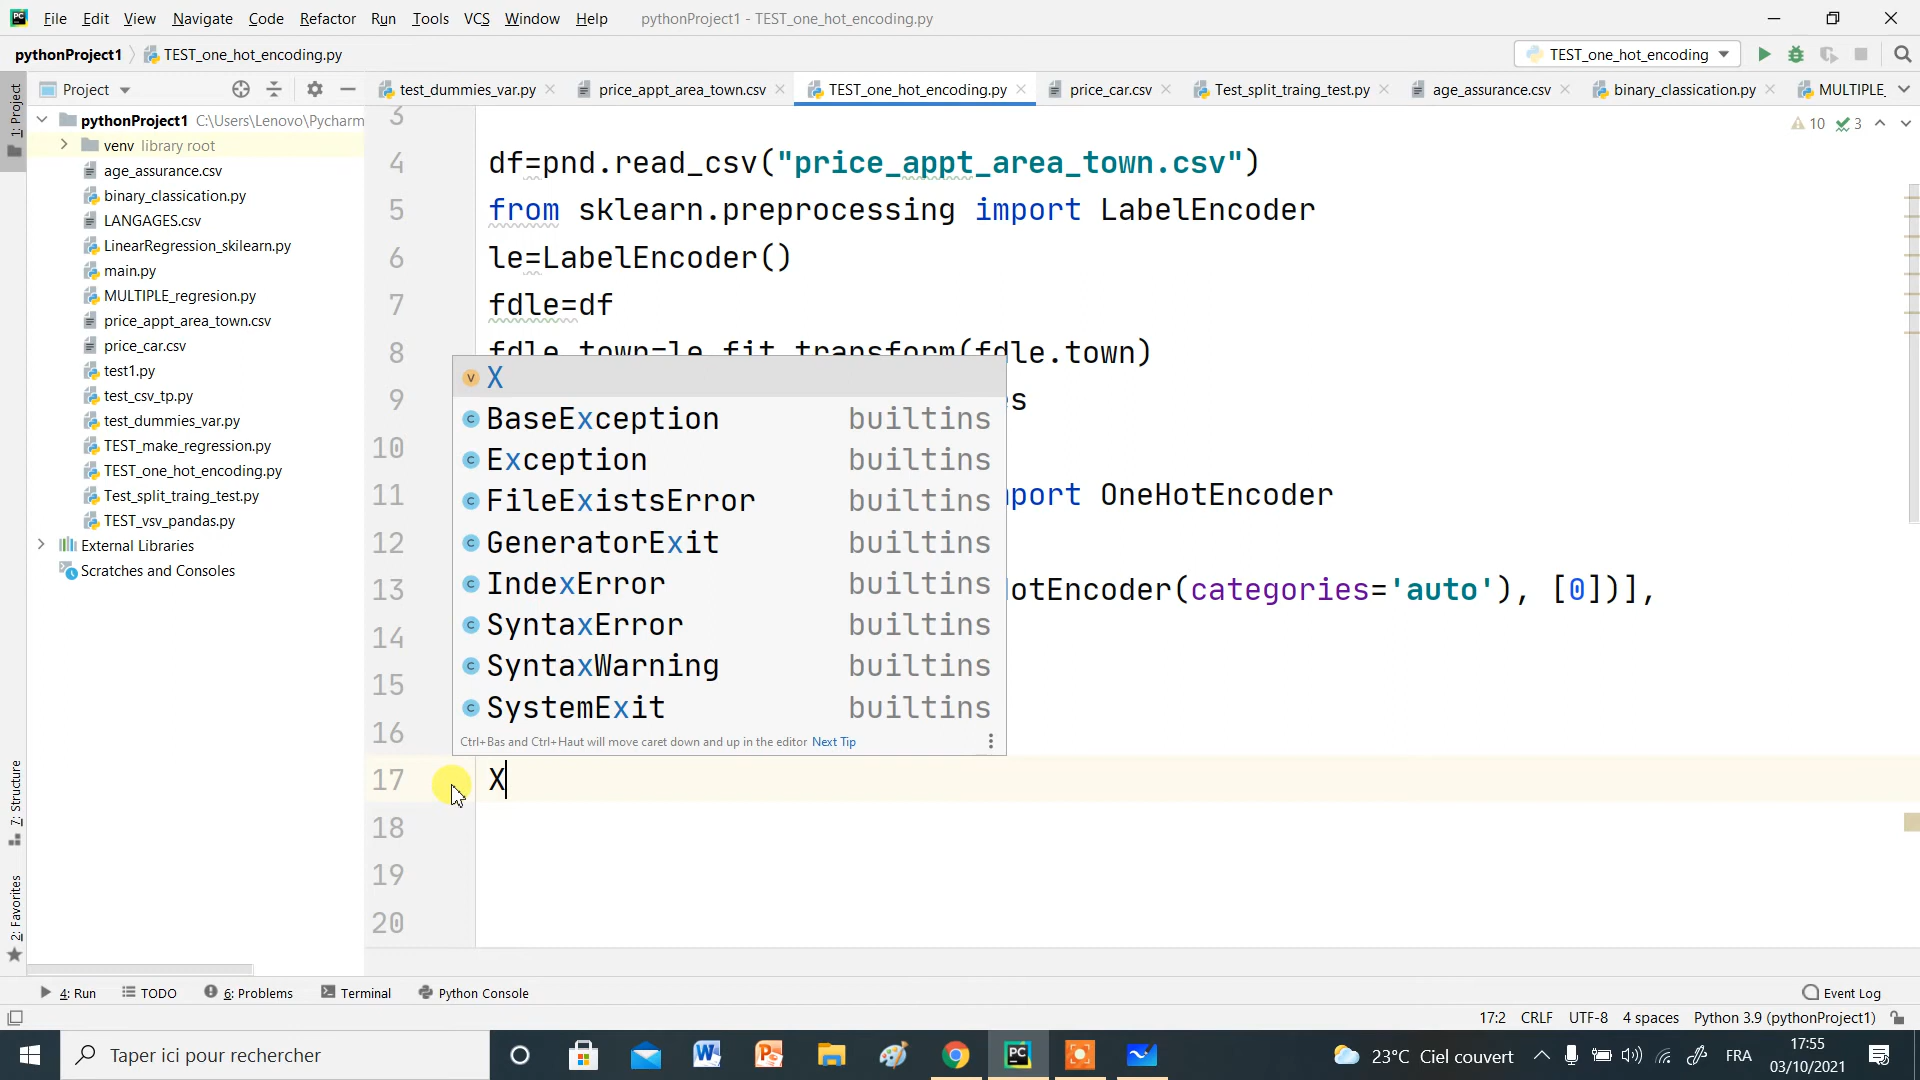 File Edit View Navigate Code Refactor Run Tools VCS Window Help pythonProject1 - TEST_one_hot_encoding.py
pythonProject1 TEST_one_hot_encoding.py TEST_one_hot_encoding
1: Project
Project
test_dummies_var.py price_appt_area_town.csv TEST_one_hot_encoding.py price_car.csv Test_split_traing_test.py age_assurance.csv binary_classication.py MULTIPLE_
pythonProject1 C:\Users\Lenovo\Pycharm
venv library root
age_assurance.csv
binary_classication.py
LANGAGES.csv
LinearRegression_skilearn.py
main.py
MULTIPLE_regresion.py
price_appt_area_town.csv
price_car.csv
test1.py
test_csv_tp.py
test_dummies_var.py
TEST_make_regression.py
TEST_one_hot_encoding.py
Test_split_traing_test.py
TEST_vsv_pandas.py
External Libraries
Scratches and Consoles
10 3
3
4 df=pnd.read_csv("price_appt_area_town.csv")
5 from sklearn.preprocessing import LabelEncoder
6 le=LabelEncoder()
7 fdle=df
8 fdle.town=le.fit_transform(fdle.town)
9 s
10
11 port OneHotEncoder
12
13 otEncoder(categories='auto'), [0])],
14
15
16
17 X
18
19
20
X
BaseException builtins
Exception builtins
FileExistsError builtins
GeneratorExit builtins
IndexError builtins
SyntaxError builtins
SyntaxWarning builtins
SystemExit builtins
Ctrl+Bas and Ctrl+Haut will move caret down and up in the editor Next Tip
7: Structure
2: Favorites
4: Run TODO 6: Problems Terminal Python Console Event Log
17:2 CRLF UTF-8 4 spaces Python 3.9 (pythonProject1)
Taper ici pour rechercher
23°C Ciel couvert FRA 17:55
03/10/2021